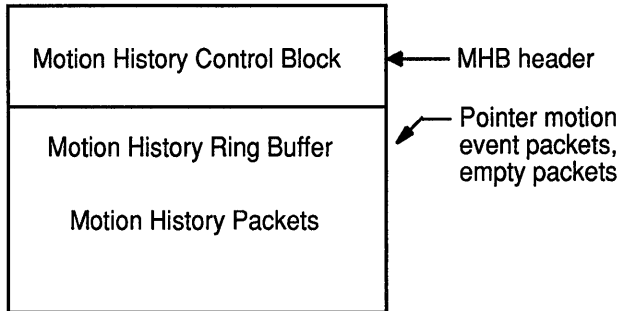 Motion History Control Block
MHB header
Motion History Ring Buffer
Motion History Packets
Pointer motion
event packets,
empty packets